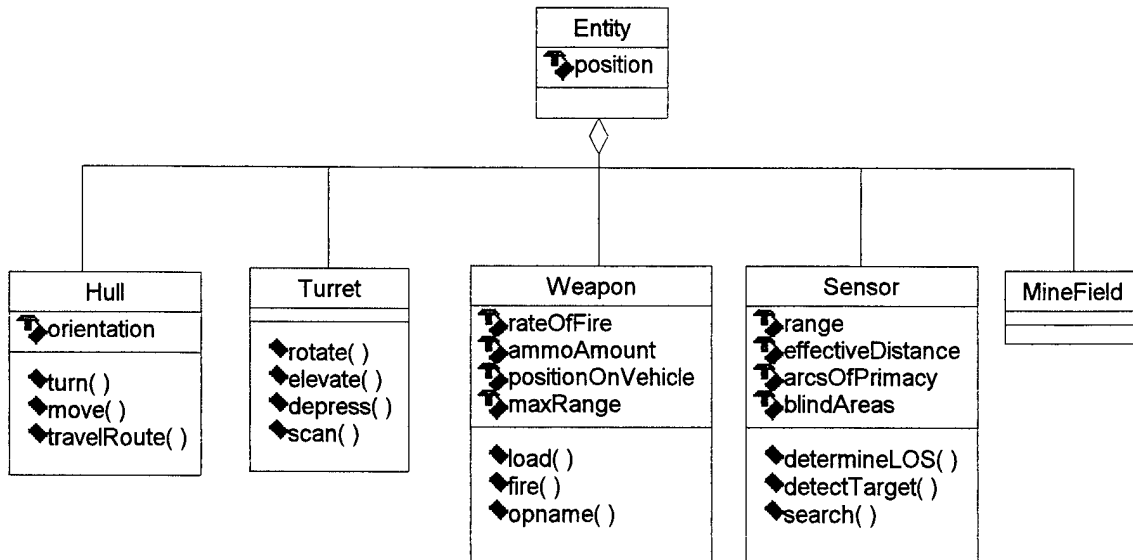 Entity
position
Hull
orientation
turn( )
move( )
travelRoute( )
Turret
rotate( )
elevate( )
depress( )
scan( )
Weapon
rateOfFire
ammoAmount
positionOnVehicle
maxRange
load( )
fire( )
opname( )
Sensor
range
effectiveDistance
arcsOfPrimacy
blindAreas
determineLOS( )
detectTarget( )
search( )
MineField